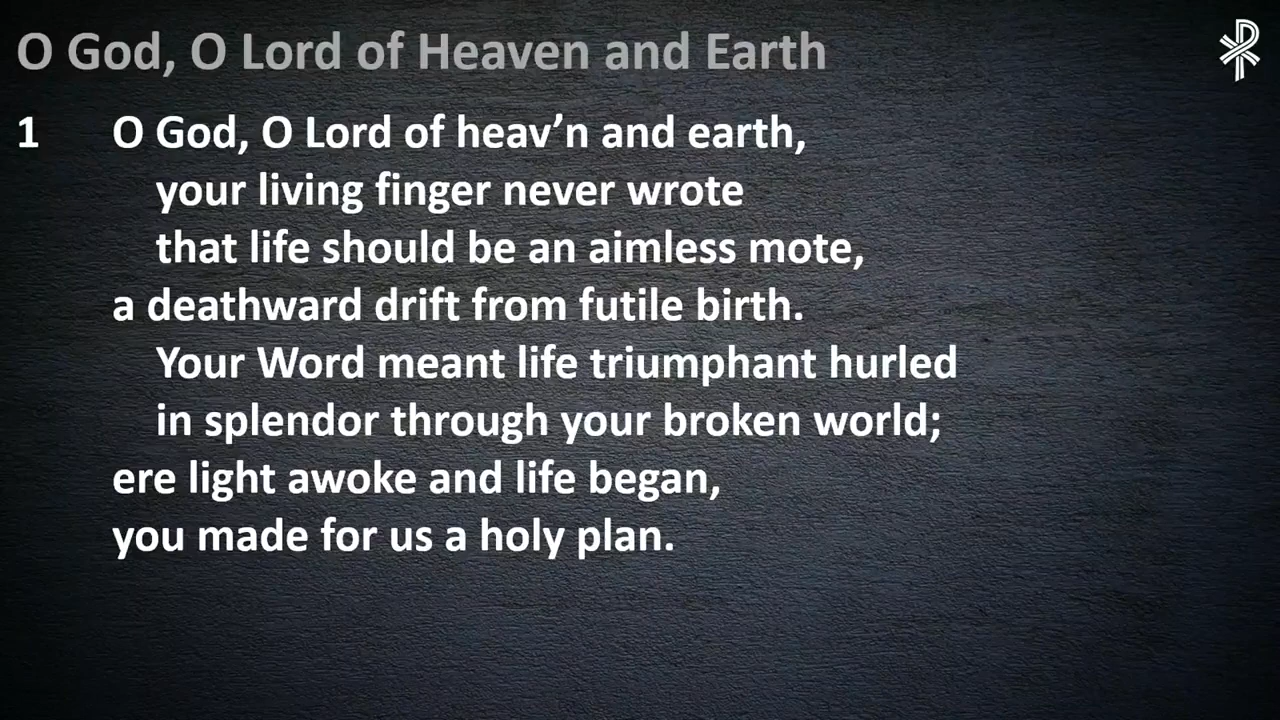 O God, O Lord of Heaven and Earth
1 O God, O Lord of heav’n and earth,
your living finger never wrote
that life should be an aimless mote,
a deathward drift from futile birth.
Your Word meant life triumphant hurled
in splendor through your broken world;
ere light awoke and life began,
you made for us a holy plan.